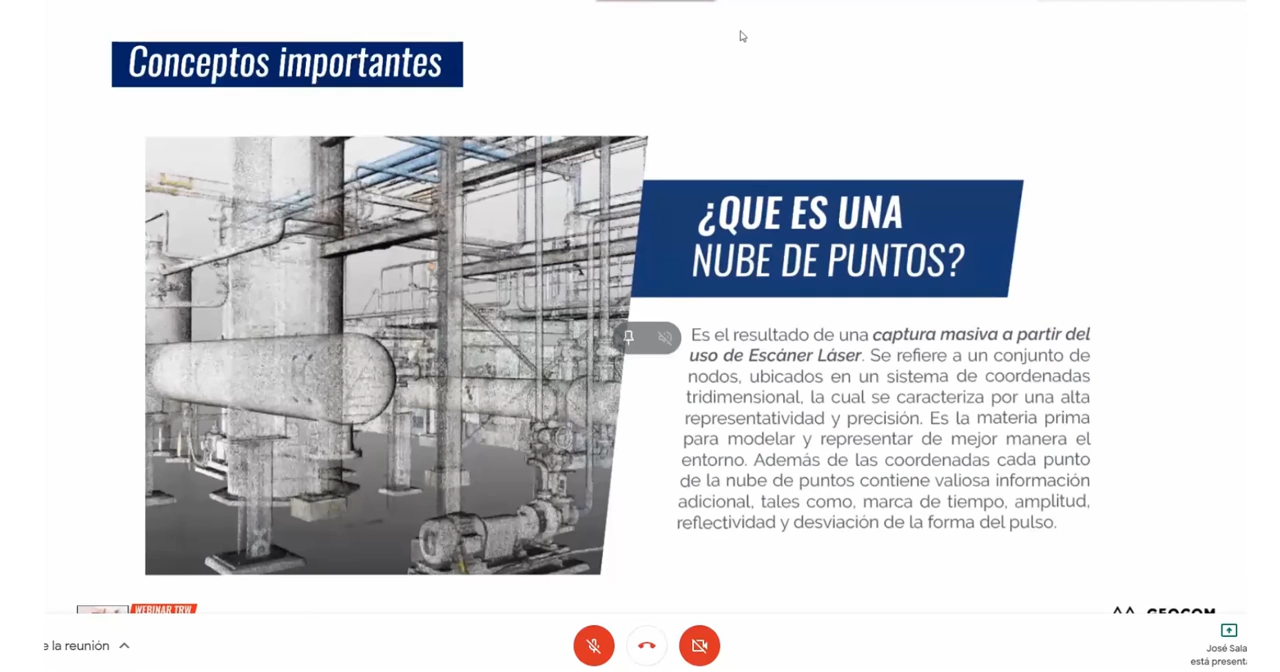 Conceptos importantes
¿QUE ES UNA
NUBE DE PUNTOS?
Es el resultado de una captura masiva a partir del
uso de Escáner Láser. Se refiere a un conjunto de
nodos, ubicados en un sistema de coordenadas
tridimensional, la cual se caracteriza por una alta
representatividad y precisión. Es la materia prima
para modelar y representar de mejor manera el
entorno. Además de las coordenadas cada punto
de la nube de puntos contiene valiosa información
adicional, tales como, marca de tiempo, amplitud,
reflectividad y desviación de la forma del pulso.
WEBINAR TRW
GEOCOM
e la reunión
José Sala
está present